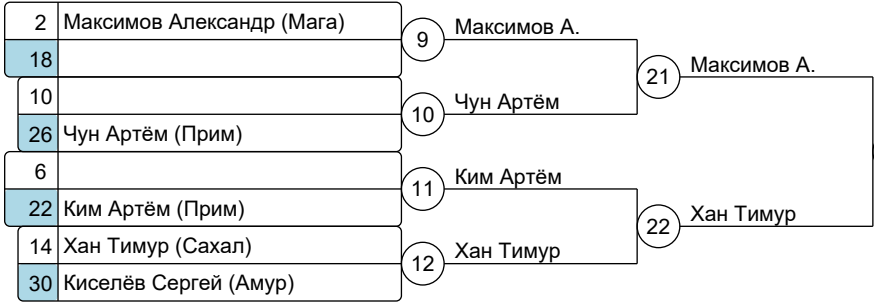 2 Максимов Александр (Мага)
18
10
26 Чун Артём (Прим)
6
22 Ким Артём (Прим)
14 Хан Тимур (Сахал)
30 Киселёв Сергей (Амур)
9 Максимов А.
10 Чун Артём
11 Ким Артём
12 Хан Тимур
21 Максимов А.
22 Хан Тимур